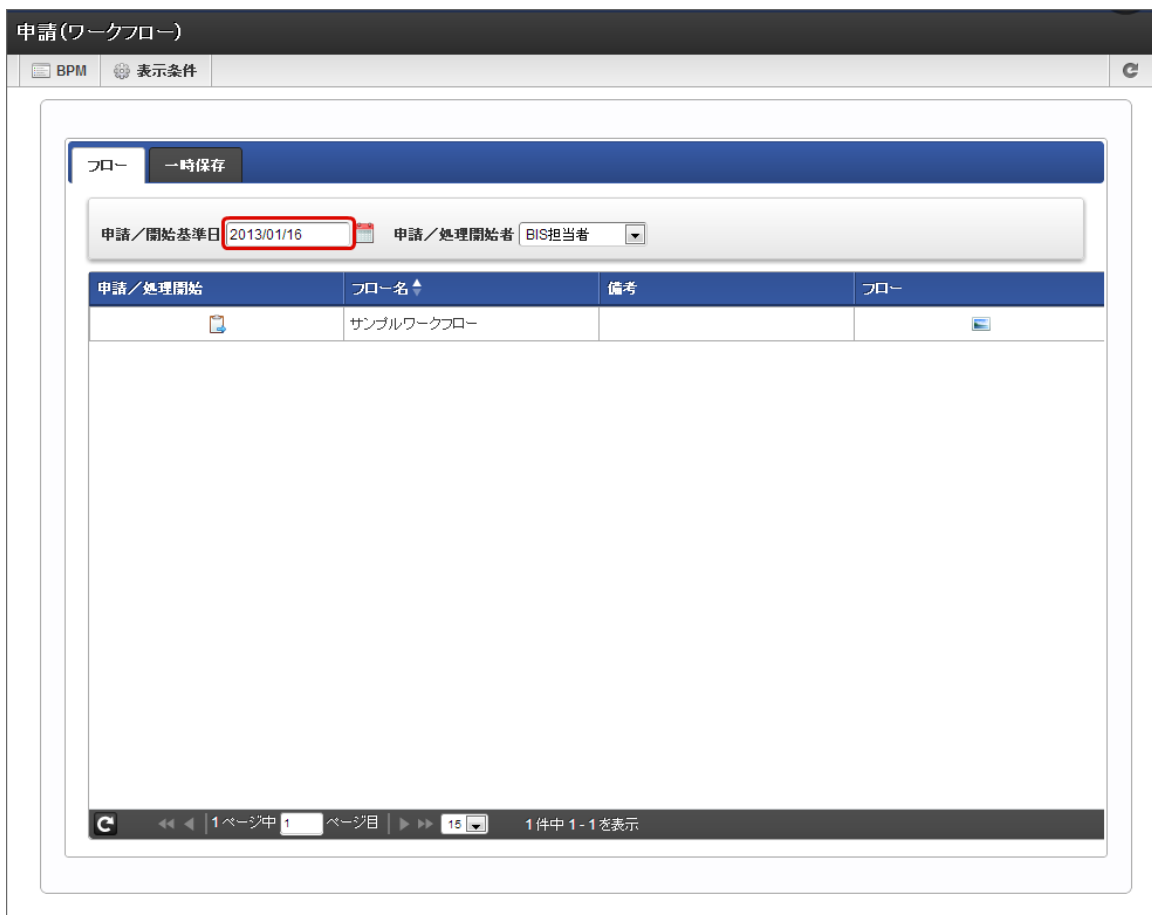 申請(ワークフロー)
BPM 表示条件
フロー 一時保存
申請／開始基準日 2013/01/16 申請／処理開始者 BIS担当者
申請／処理開始 フロー名 備考 フロー
サンプルワークフロー
1 ページ中 1 ページ目 15 1 件中 1 - 1 を表示